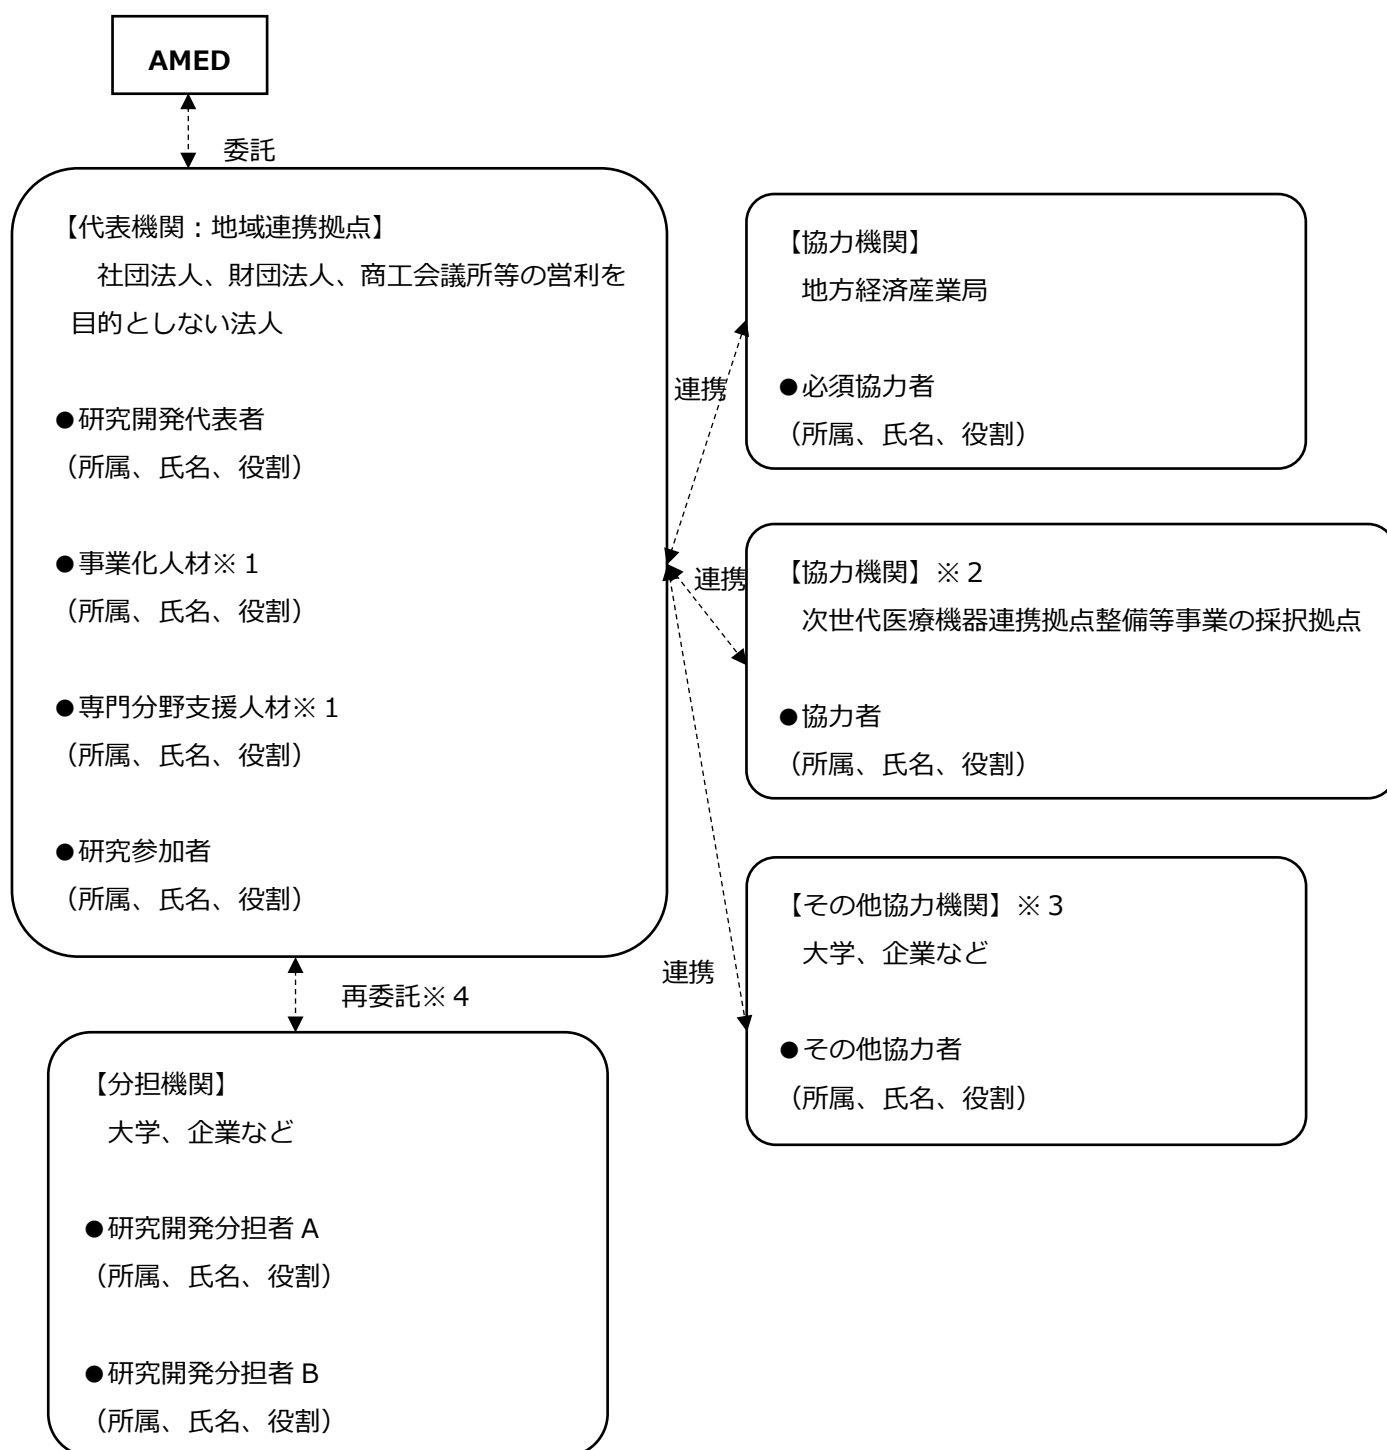 AMED
委託
【代表機関：地域連携拠点】
社団法人、財団法人、商工会議所等の営利を
目的としない法人
●研究開発代表者
（所属、氏名、役割）
●事業化人材※１
（所属、氏名、役割）
●専門分野支援人材※１
（所属、氏名、役割）
●研究参加者
（所属、氏名、役割）
連携
【協力機関】
地方経済産業局
●必須協力者
（所属、氏名、役割）
連携
【協力機関】※２
次世代医療機器連携拠点整備等事業の採択拠点
●協力者
（所属、氏名、役割）
連携
【その他協力機関】※３
大学、企業など
●その他協力者
（所属、氏名、役割）
再委託※４
【分担機関】
大学、企業など
●研究開発分担者 A
（所属、氏名、役割）
●研究開発分担者 B
（所属、氏名、役割）